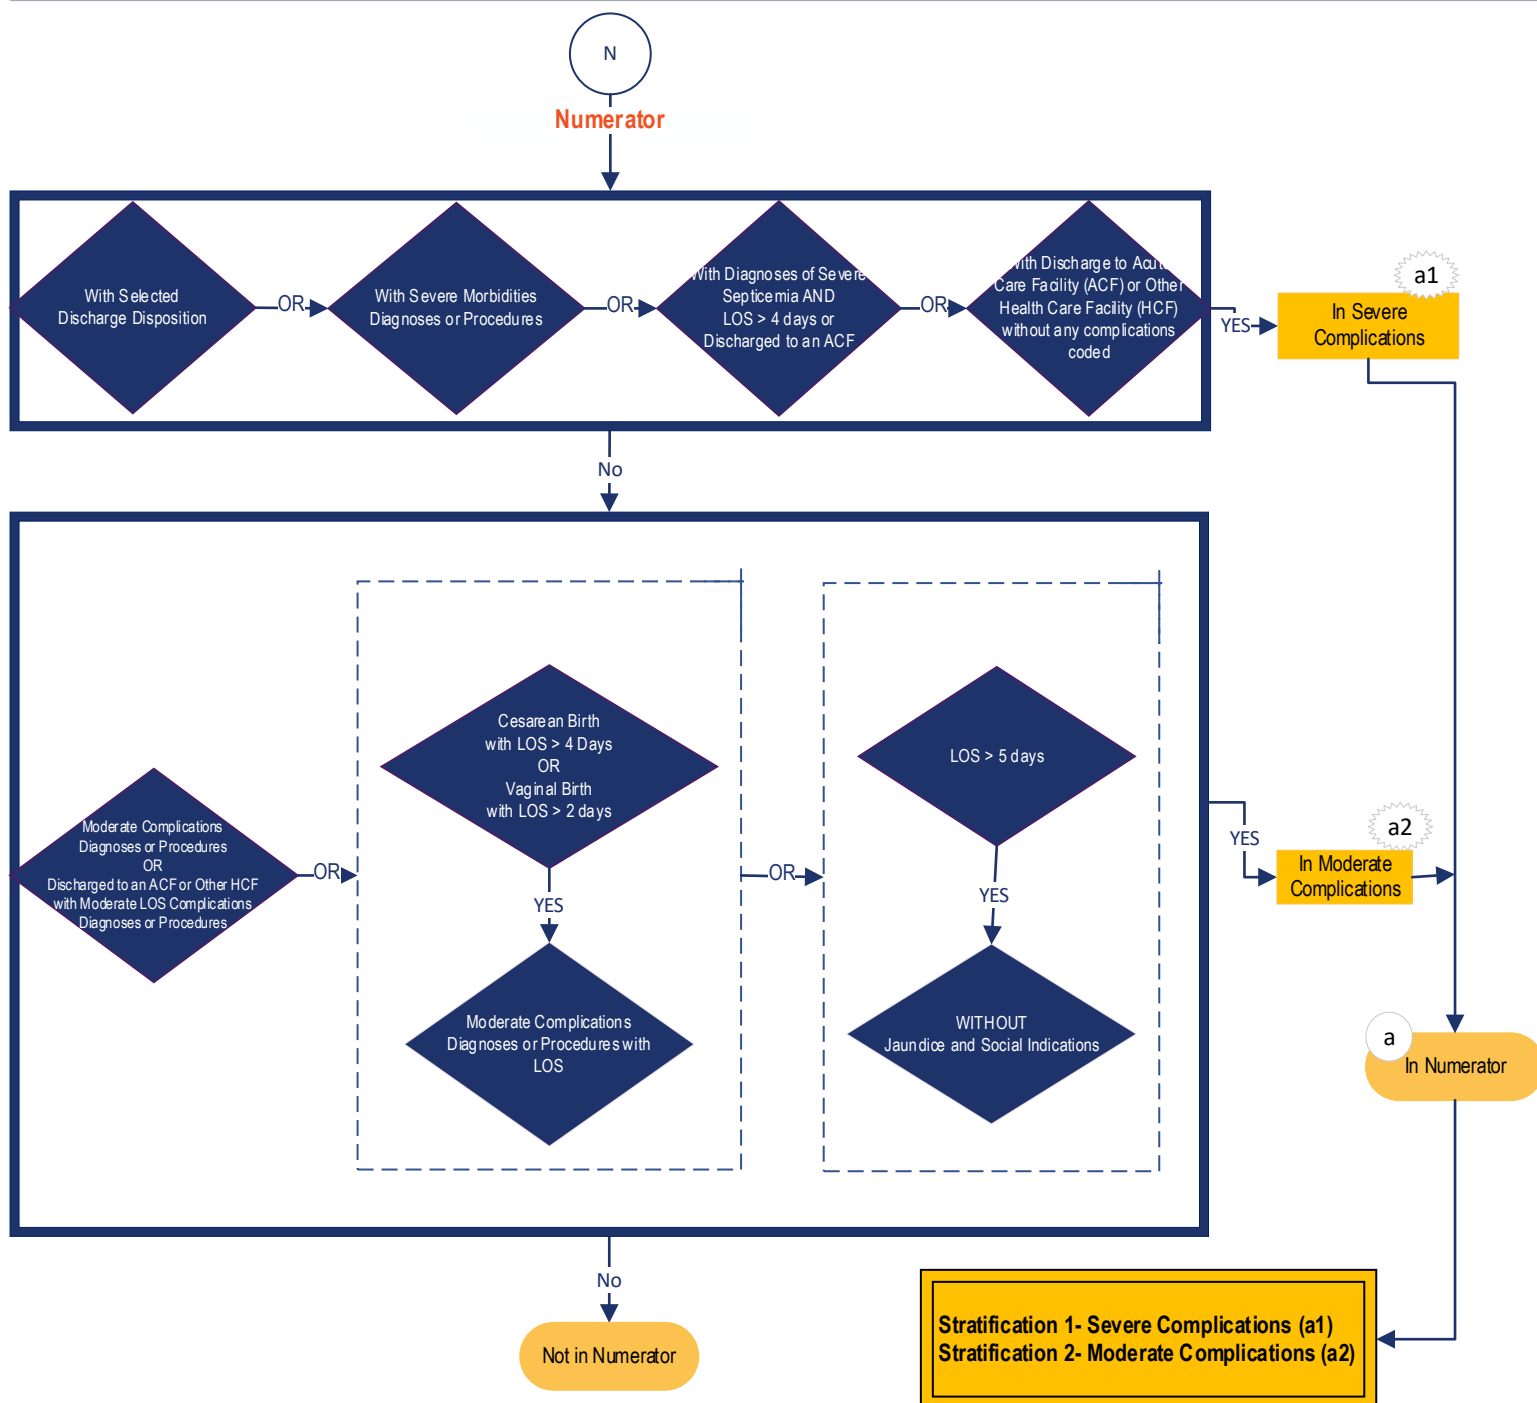 N
Numerator
With Selected
Discharge Disposition
OR
With Severe Morbidities
Diagnoses or Procedures
OR
With Diagnoses of Severe
Septicemia AND
LOS > 4 days or
Discharged to an ACF
OR
With Discharge to Acute
Care Facility (ACF) or Other
Health Care Facility (HCF)
without any complications
coded
YES
a1
In Severe
Complications
No
Moderate Complications
Diagnoses or Procedures
OR
Discharged to an ACF or Other HCF
with Moderate LOS Complications
Diagnoses or Procedures
OR
Cesarean Birth
with LOS > 4 Days
OR
Vaginal Birth
with LOS > 2 days
YES
Moderate Complications
Diagnoses or Procedures with
LOS
OR
LOS > 5 days
YES
WITHOUT
Jaundice and Social Indications
YES
a2
In Moderate
Complications
a
In Numerator
No
Not in Numerator
Stratification 1- Severe Complications (a1)
Stratification 2- Moderate Complications (a2)